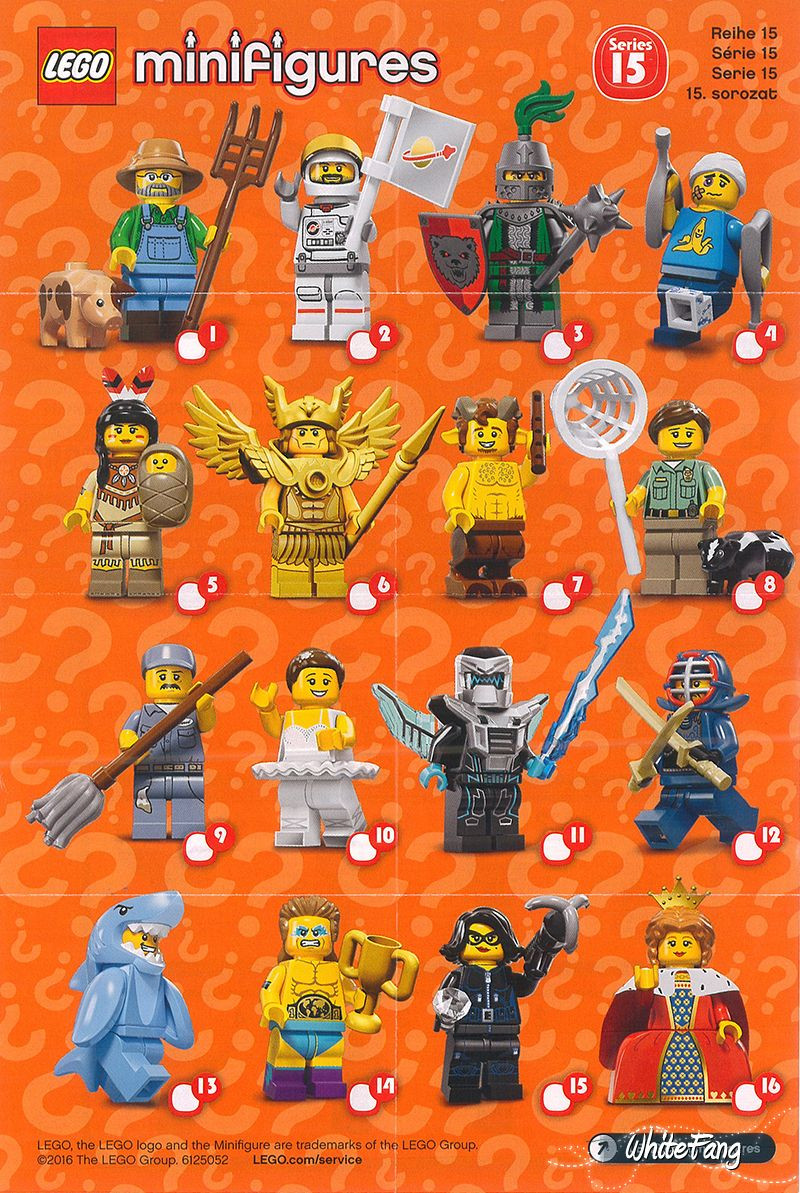 LEGO minifigures
Series
15
Reihe 15
Série 15
Serie 15
15. sorozat
1
2
3
4
5
6
7
8
9
10
11
12
13
14
15
16
LEGO, the LEGO logo and the Minifigure are trademarks of the LEGO Group.
©2016 The LEGO Group. 6125052 LEGO.com/service
WhiteFang